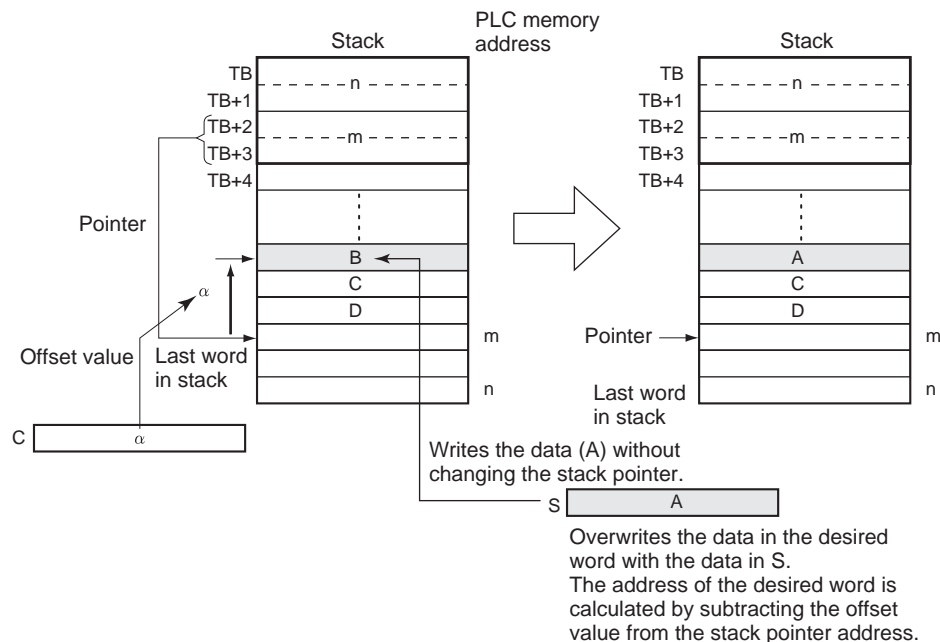 PLC memory
address
Stack
TB
n
TB+1
TB+2
m
TB+3
TB+4
Pointer
B
C
α
D
m
Offset value
Last word
in stack
n
C
α
Stack
TB
n
TB+1
TB+2
m
TB+3
TB+4
A
C
D
Pointer
m
Last word
in stack
n
Writes the data (A) without
changing the stack pointer.
S
A
Overwrites the data in the desired
word with the data in S.
The address of the desired word is
calculated by subtracting the offset
value from the stack pointer address.